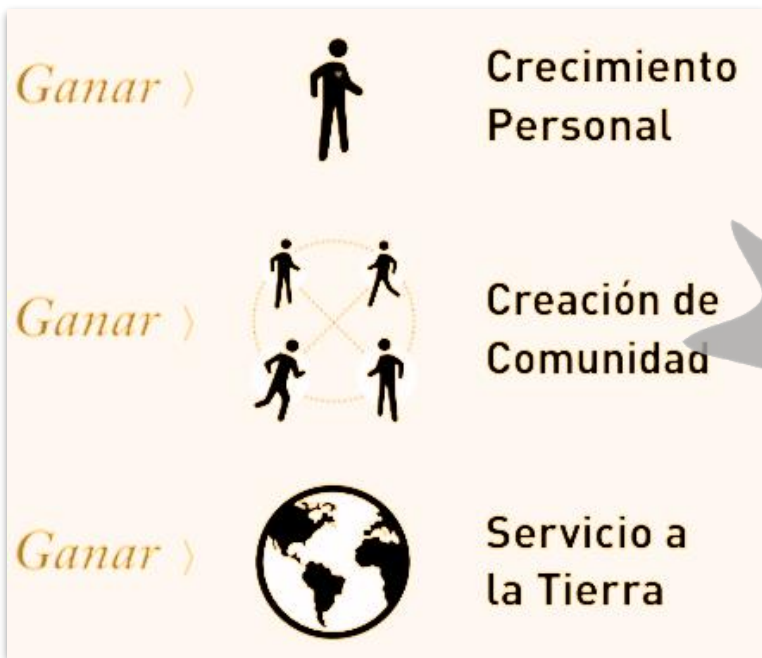 Ganar 〉
Crecimiento
Personal
Ganar 〉
Creación de
Comunidad
Ganar 〉
Servicio a
la Tierra